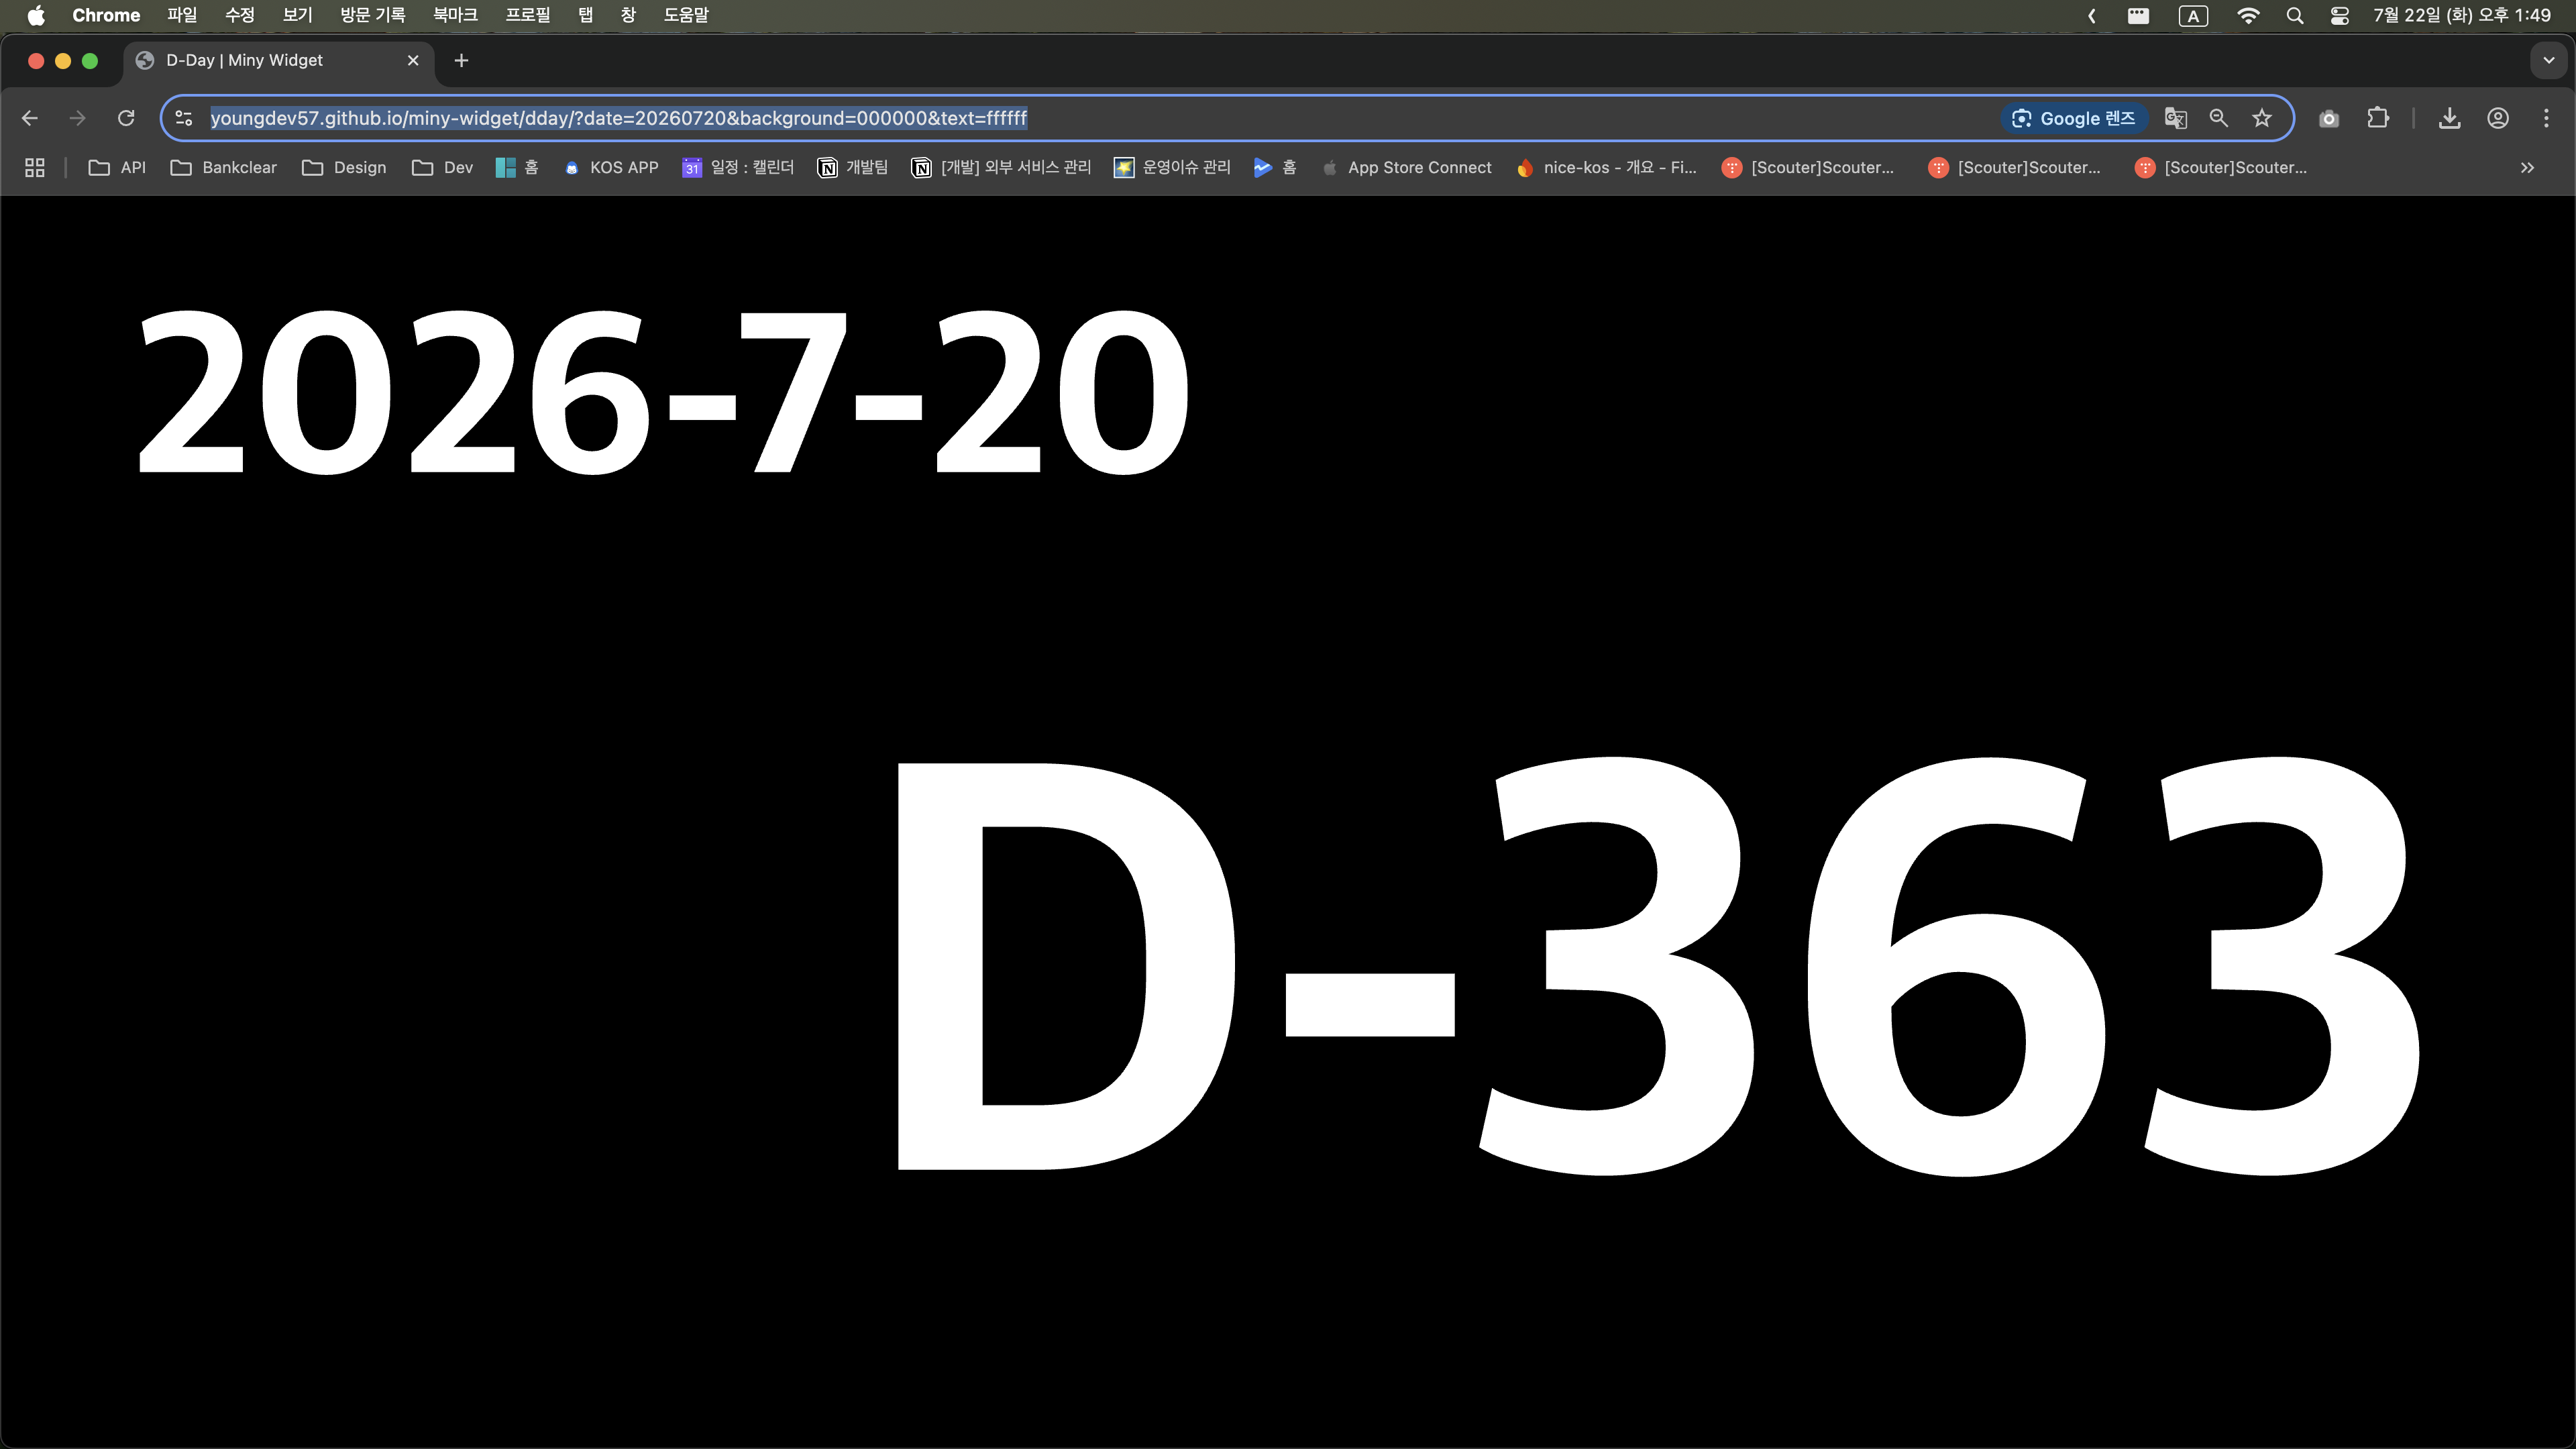 Chrome 파일 수정 보기 방문 기록 북마크 프로필 탭 창 도움말 A 7월 22일 (화) 오후 1:49
D-Day | Miny Widget
youngdev57.github.io/miny-widget/dday/?date=20260720&background=000000&text=ffffff Google 렌즈
API Bankclear Design Dev 홈 KOS APP 31 일정 : 캘린더 개발팀 [개발] 외부 서비스 관리 운영이슈 관리 홈 App Store Connect nice-kos - 개요 - Fi... [Scouter]Scouter... [Scouter]Scouter... [Scouter]Scouter...
2026-7-20
D-363